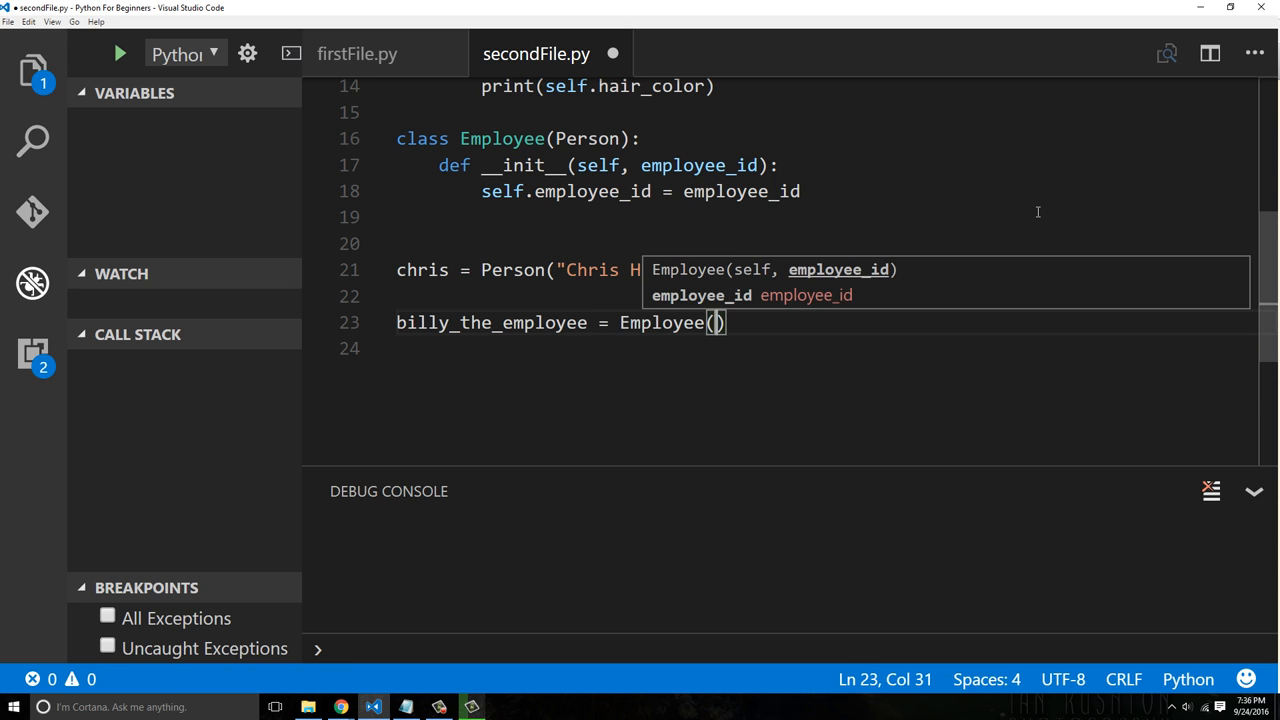 ● secondFile.py - Python For Beginners - Visual Studio Code
File Edit View Go Help
Pythor
firstFile.py
secondFile.py ●
...
1
2
VARIABLES
WATCH
CALL STACK
BREAKPOINTS
All Exceptions
Uncaught Exceptions
14 print(self.hair_color)
15
16 class Employee(Person):
17 def __init__(self, employee_id):
18 self.employee_id = employee_id
19
20
21 chris = Person("Chris H
Employee(self, employee_id)
22
employee_id employee_id
23 billy_the_employee = Employee()
24
DEBUG CONSOLE
>
0 0
Ln 23, Col 31 Spaces: 4 UTF-8 CRLF Python
I'm Cortana. Ask me anything.
7:36 PM
9/24/2016